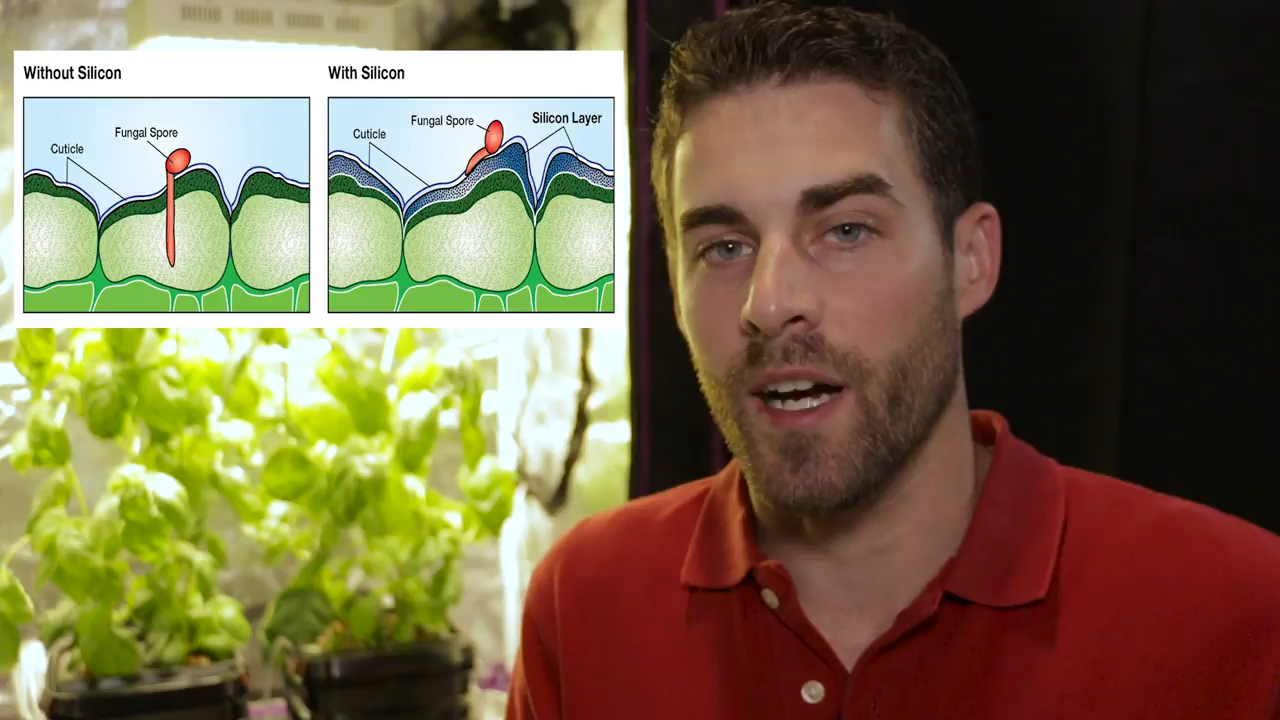 Without Silicon
Fungal Spore
Cuticle
With Silicon
Fungal Spore
Silicon Layer
Cuticle